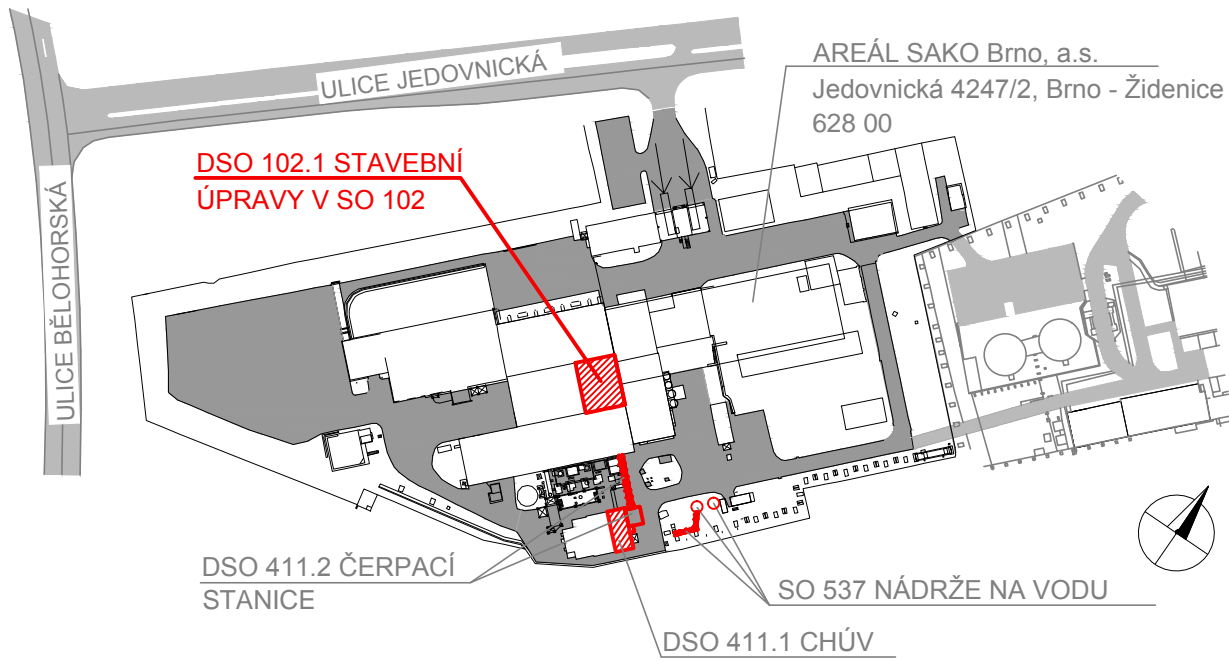 ULICE JEDOVNICKÁ
AREÁL SAKO Brno, a.s.
Jedovnická 4247/2, Brno - Židenice
628 00
DSO 102.1 STAVEBNÍ
ÚPRAVY V SO 102
ULICE BĚLOHORSKÁ
DSO 411.2 ČERPACÍ
STANICE
SO 537 NÁDRŽE NA VODU
DSO 411.1 CHÚV